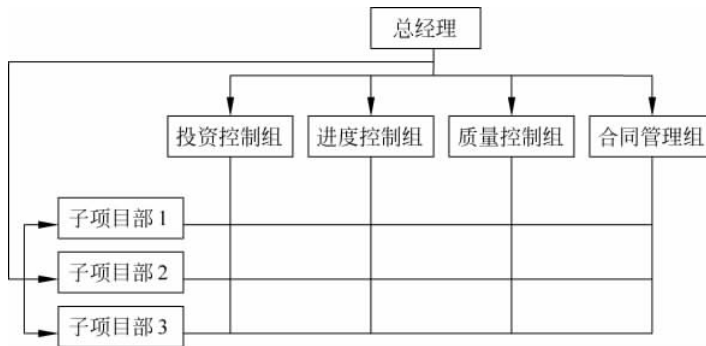 总经理
投资控制组
进度控制组
质量控制组
合同管理组
子项目部1
子项目部2
子项目部3